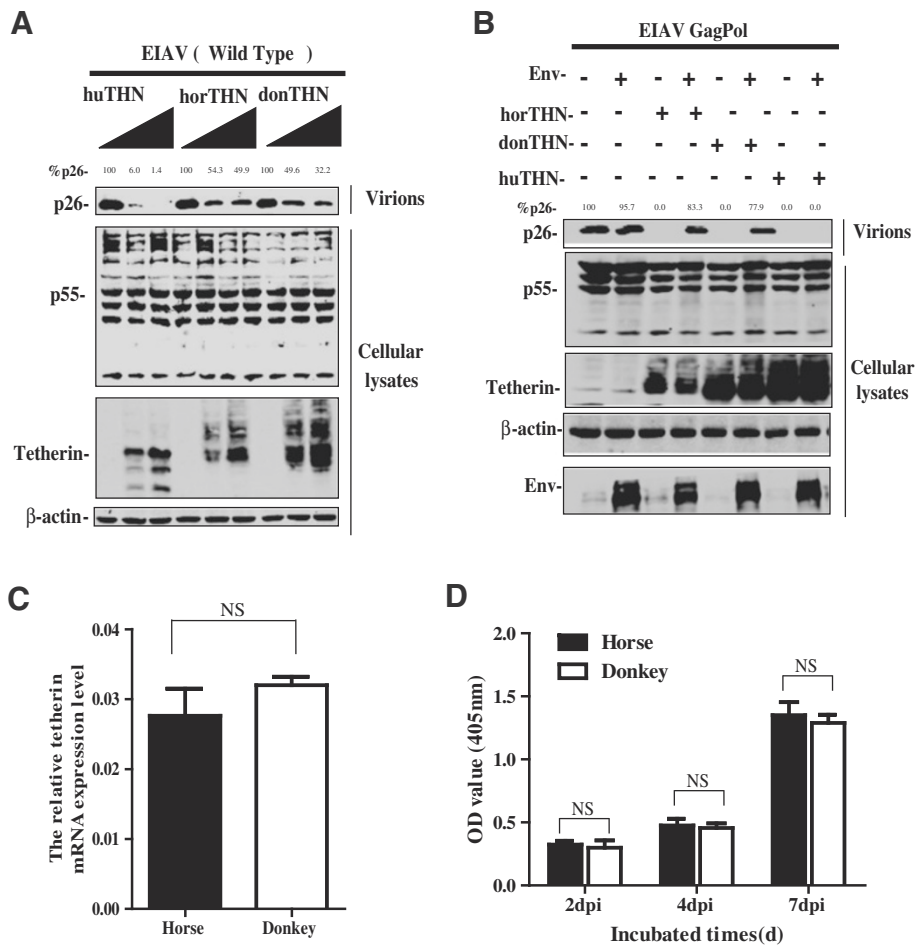 A
EIAV ( Wild Type )
huTHN horTHN donTHN
%p26- 100 6.0 1.4 100 54.3 49.9 100 49.6 32.2
p26-
Virions
p55-
Cellular
lysates
Tetherin-
β-actin-
B
EIAV GagPol
Env- - + - + - + - +
horTHN- - - + + - - - -
donTHN- - - - - + + - -
huTHN- - - - - - - + +
%p26- 100 95.7 0.0 83.3 0.0 77.9 0.0 0.0
p26-
Virions
p55-
Cellular
lysates
Tetherin-
β-actin-
Env-
C
NS
The relative tetherin
mRNA expression level
0.04
0.03
0.02
0.01
0.00
Horse Donkey
D
Horse
Donkey
OD value (405nm)
2.0
1.5
1.0
0.5
0.0
NS
NS
NS
2dpi 4dpi 7dpi
Incubated times(d)